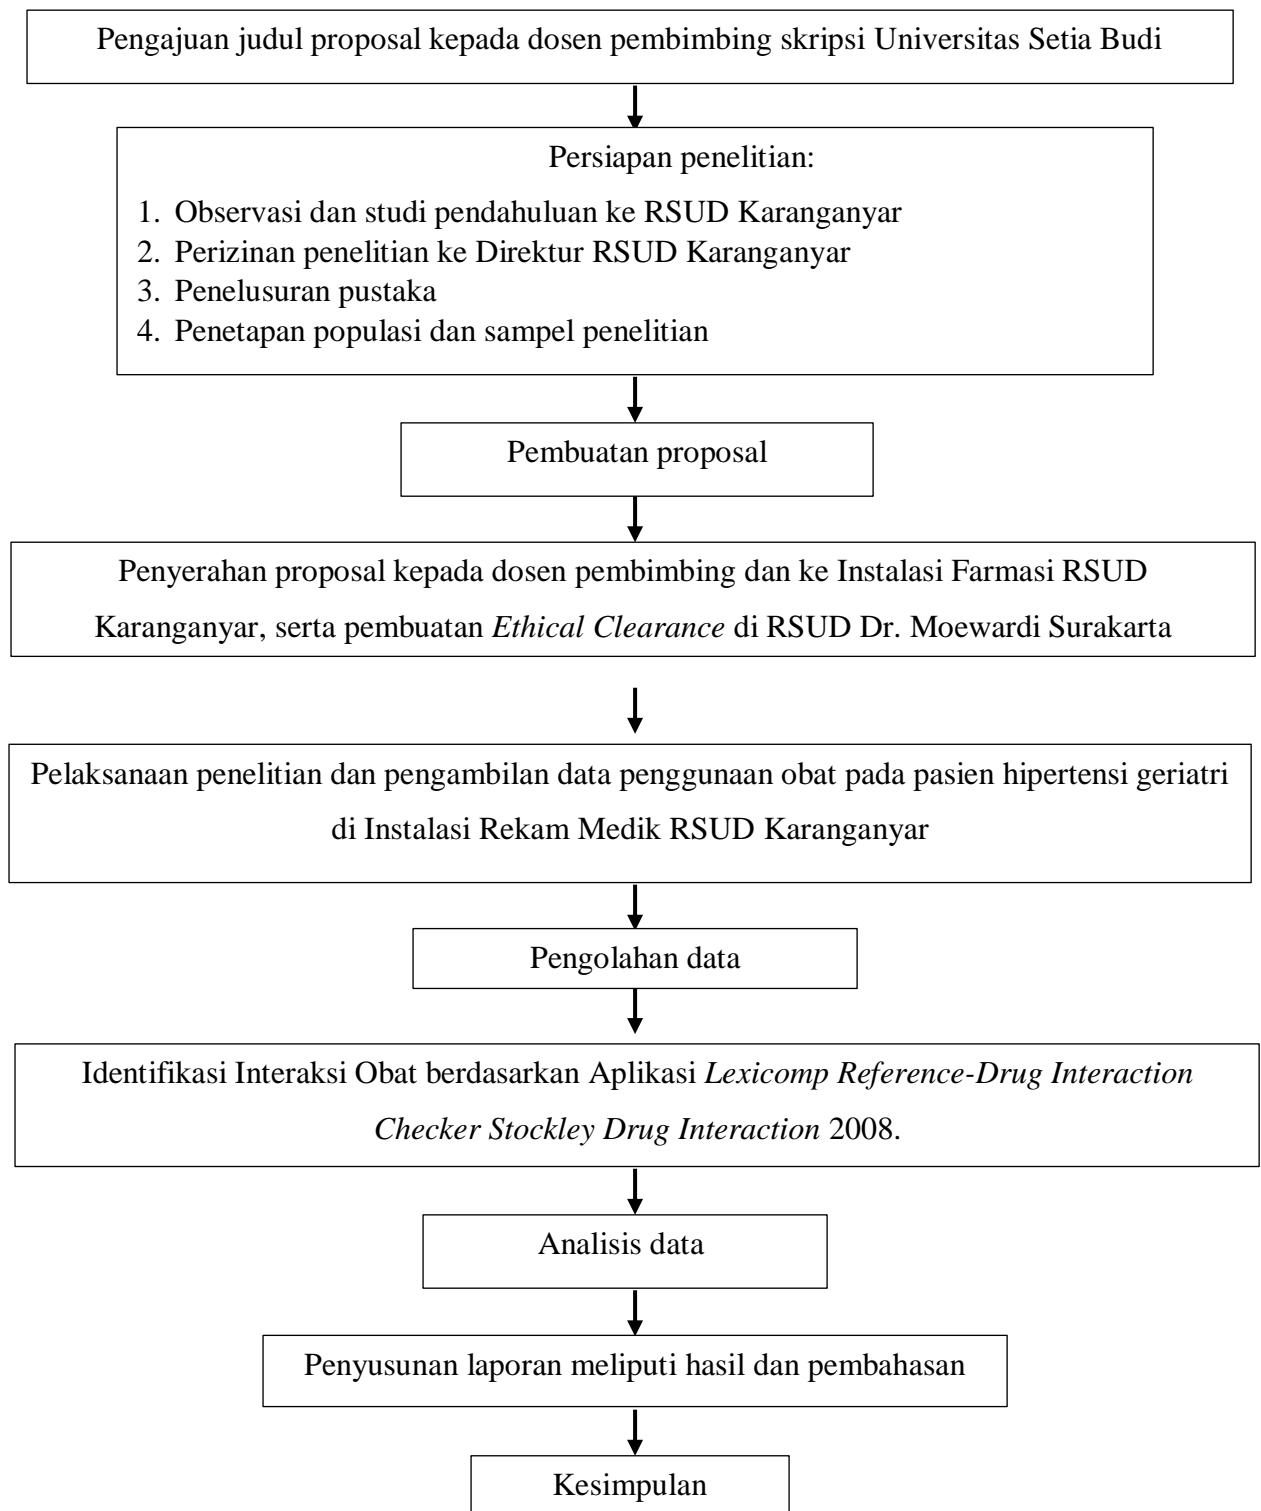 Pengajuan judul proposal kepada dosen pembimbing skripsi Universitas Setia Budi
Persiapan penelitian:
1. Observasi dan studi pendahuluan ke RSUD Karanganyar
2. Perizinan penelitian ke Direktur RSUD Karanganyar
3. Penelusuran pustaka
4. Penetapan populasi dan sampel penelitian
Pembuatan proposal
Penyerahan proposal kepada dosen pembimbing dan ke Instalasi Farmasi RSUD
Karanganyar, serta pembuatan Ethical Clearance di RSUD Dr. Moewardi Surakarta
Pelaksanaan penelitian dan pengambilan data penggunaan obat pada pasien hipertensi geriatri
di Instalasi Rekam Medik RSUD Karanganyar
Pengolahan data
Identifikasi Interaksi Obat berdasarkan Aplikasi Lexicomp Reference-Drug Interaction
Checker Stockley Drug Interaction 2008.
Analisis data
Penyusunan laporan meliputi hasil dan pembahasan
Kesimpulan